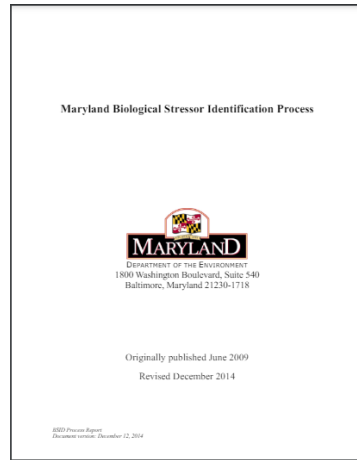 Maryland Biological Stressor Identification Process
MARYLAND
DEPARTMENT OF THE ENVIRONMENT
1800 Washington Boulevard, Suite 540
Baltimore, Maryland 21230-1718
Originally published June 2009
Revised December 2014
BSID Process Report
Document version: December 12, 2014